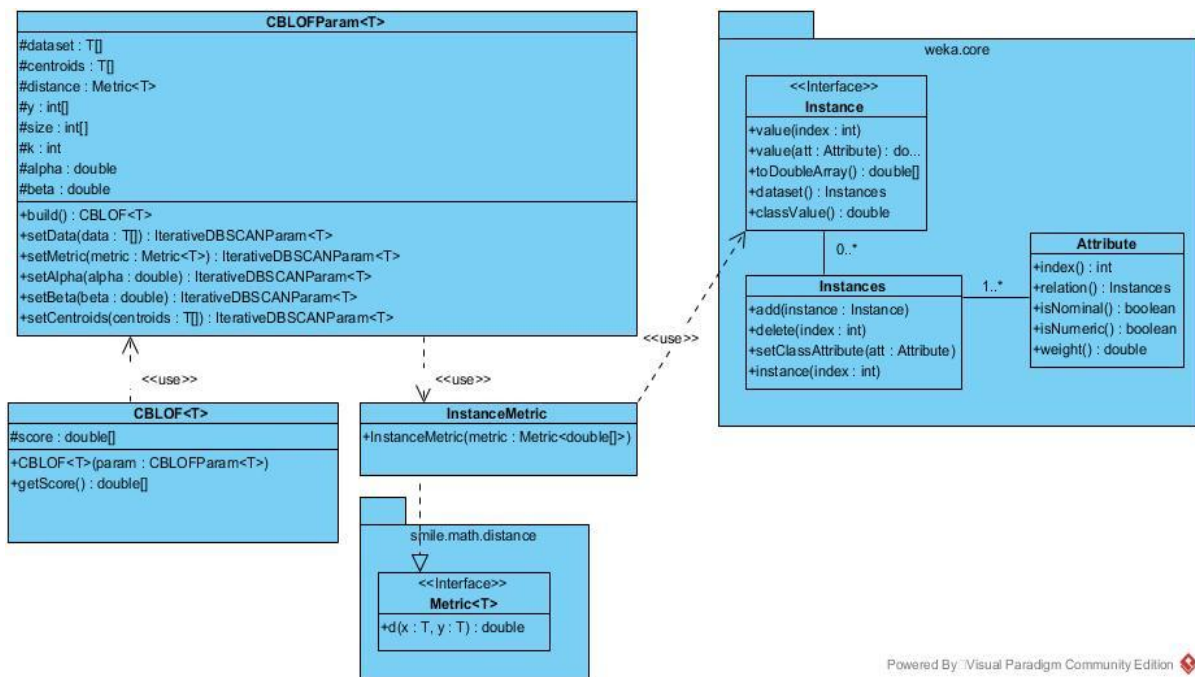 CBLOFParam<T>
#dataset : T[]
#centroids : T[]
#distance : Metric<T>
#y : int[]
#size : int[]
#k : int
#alpha : double
#beta : double
+build() : CBLOF<T>
+setData(data : T[]) : IterativeDBSCANParam<T>
+setMetric(metric : Metric<T>) : IterativeDBSCANParam<T>
+setAlpha(alpha : double) : IterativeDBSCANParam<T>
+setBeta(beta : double) : IterativeDBSCANParam<T>
+setCentroids(centroids : T[]) : IterativeDBSCANParam<T>
<<use>>
<<use>>
<<use>>
CBLOF<T>
#score : double[]
+CBLOF<T>(param : CBLOFParam<T>)
+getScore() : double[]
InstanceMetric
+InstanceMetric(metric : Metric<double[]>)
smile.math.distance
<<Interface>>
Metric<T>
+d(x : T, y : T) : double
weka.core
<<Interface>>
Instance
+value(index : int)
+value(att : Attribute) : do...
+toDoubleArray() : double[]
+dataset() : Instances
+classValue() : double
0..*
Instances
+add(instance : Instance)
+delete(index : int)
+setClassAttribute(att : Attribute)
+instance(index : int)
1..*
Attribute
+index() : int
+relation() : Instances
+isNominal() : boolean
+isNumeric() : boolean
+weight() : double
Powered By Visual Paradigm Community Edition